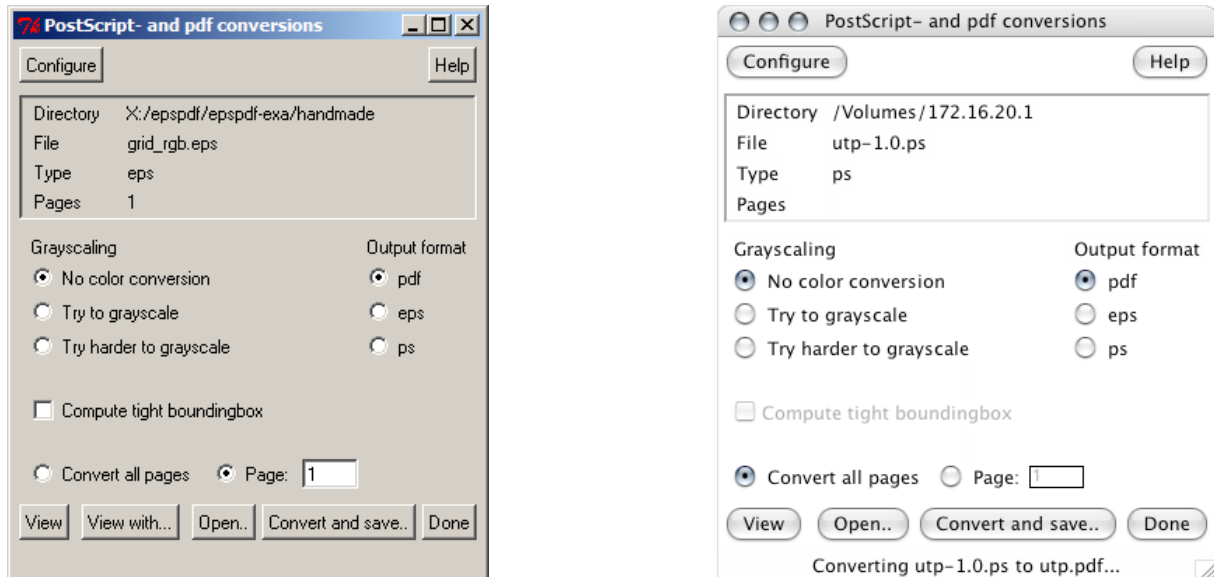 PostScript- and pdf conversions
Configure Help
Directory X:/epspdf/epspdf-exa/handmade
File grid_rgb.eps
Type eps
Pages 1
Grayscaling Output format
No color conversion pdf
Try to grayscale eps
Try harder to grayscale ps
Compute tight boundingbox
Convert all pages Page: 1
View View with... Open.. Convert and save.. Done
PostScript- and pdf conversions
Configure Help
Directory /Volumes/172.16.20.1
File utp-1.0.ps
Type ps
Pages
Grayscaling Output format
No color conversion pdf
Try to grayscale eps
Try harder to grayscale ps
Compute tight boundingbox
Convert all pages Page: 1
View Open.. Convert and save.. Done
Converting utp-1.0.ps to utp.pdf...